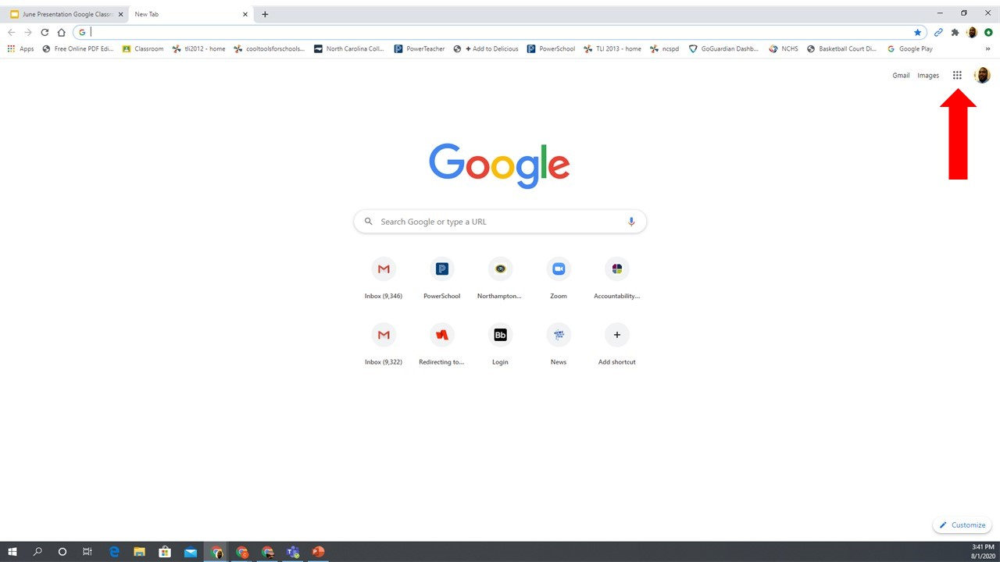 June Presentation Google Classro
New Tab
Apps Free Online PDF Edi... Classroom tli2012 - home cooltoolsforschools... North Carolina Coll... PowerTeacher + Add to Delicious PowerSchool TLI 2013 - home ncspd GoGuardian Dashb... NCHS Basketball Court Di... Google Play »
Gmail Images
Google
Search Google or type a URL
Inbox (9,346) PowerSchool Northampton... Zoom Accountability...
Bb
Inbox (9,322) Redirecting to... Login News Add shortcut
Customize
3:41 PM
8/1/2020